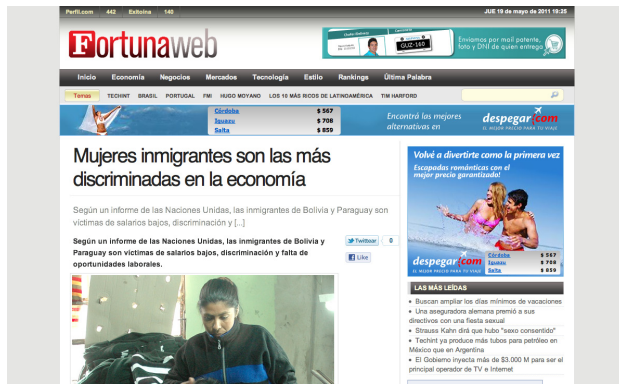 Perfil.com 442 Exitoina 140
JUE 19 de mayo de 2011 19:25
Fortunaweb
GUZ-160
Enviamos por mail patente,
foto y DNI de quien entrega
Inicio Economía Negocios Mercados Tecnología Estilo Rankings Última Palabra
Temas TECHINT BRASIL PORTUGAL FMI HUGO MOYANO LOS 10 MÁS RICOS DE LATINOAMÉRICA TIM HARFORD
Córdoba $ 567
Iguazu $ 708
Salta $ 859
Encontrá las mejores
alternativas en
despegar.com
EL MEJOR PRECIO PARA TU VIAJE
Mujeres inmigrantes son las más
discriminadas en la economía
Según un informe de las Naciones Unidas, las inmigrantes de Bolivia y Paraguay son
víctimas de salarios bajos, discriminación y [...]
Según un informe de las Naciones Unidas, las inmigrantes de Bolivia y
Paraguay son víctimas de salarios bajos, discriminación y falta de
oportunidades laborales.
Twittear 0
Like
Volvé a divertirte como la primera vez
Escapadas románticas con el
mejor precio garantizado!
despegar.com
EL MEJOR PRECIO PARA TU VIAJE
Córdoba $ 567
Iguazu $ 708
Salta $ 859
LAS MÁS LEÍDAS
Buscan ampliar los días mínimos de vacaciones
Una aseguradora alemana premió a sus
directivos con una fiesta sexual
Strauss Kahn dirá que hubo "sexo consentido"
Techint ya produce más tubos para petróleo en
México que en Argentina
El Gobierno inyecta más de $3.000 M para ser el
principal operador de TV e Internet